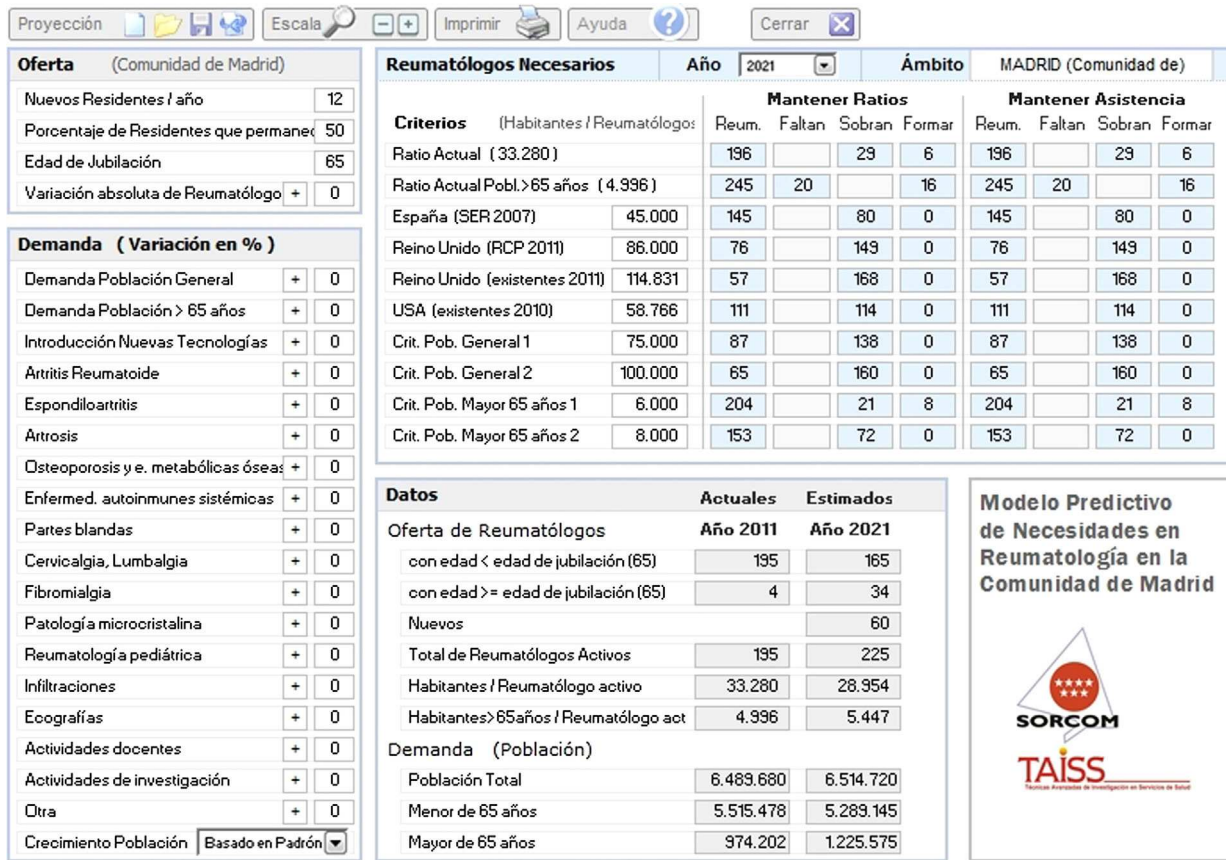 Proyección Escala − + Imprimir Ayuda ? Cerrar X
Oferta (Comunidad de Madrid)
Nuevos Residentes / año 12
Porcentaje de Residentes que permanec 50
Edad de Jubilación 65
Variación absoluta de Reumatólogo + 0
Demanda ( Variación en % )
Demanda Población General + 0
Demanda Población > 65 años + 0
Introducción Nuevas Tecnologías + 0
Artritis Reumatoide + 0
Espondiloartritis + 0
Artrosis + 0
Osteoporosis y e. metabólicas óseas + 0
Enfermed. autoinmunes sistémicas + 0
Partes blandas + 0
Cervicalgia, Lumbalgia + 0
Fibromialgia + 0
Patología microcristalina + 0
Reumatología pediátrica + 0
Infiltraciones + 0
Ecografías + 0
Actividades docentes + 0
Actividades de investigación + 0
Otra + 0
Crecimiento Población Basado en Padrón
Reumatólogos Necesarios Año 2021 Ámbito MADRID (Comunidad de)
Mantener Ratios Mantener Asistencia
Criterios (Habitantes / Reumatólogos Reum. Faltan Sobran Formar Reum. Faltan Sobran Formar
Ratio Actual ( 33.280 ) 196 29 6 196 29 6
Ratio Actual Pobl.>65 años ( 4.996 ) 245 20 16 245 20 16
España (SER 2007) 45.000 145 80 0 145 80 0
Reino Unido (RCP 2011) 86.000 76 149 0 76 149 0
Reino Unido (existentes 2011) 114.831 57 168 0 57 168 0
USA (existentes 2010) 58.766 111 114 0 111 114 0
Crit. Pob. General 1 75.000 87 138 0 87 138 0
Crit. Pob. General 2 100.000 65 160 0 65 160 0
Crit. Pob. Mayor 65 años 1 6.000 204 21 8 204 21 8
Crit. Pob. Mayor 65 años 2 8.000 153 72 0 153 72 0
Datos Actuales Estimados
Oferta de Reumatólogos Año 2011 Año 2021
con edad < edad de jubilación (65) 195 165
con edad >= edad de jubilación (65) 4 34
Nuevos 60
Total de Reumatólogos Activos 195 225
Habitantes / Reumatólogo activo 33.280 28.954
Habitantes>65años / Reumatólogo act 4.996 5.447
Demanda (Población)
Población Total 6.489.680 6.514.720
Menor de 65 años 5.515.478 5.289.145
Mayor de 65 años 974.202 1.225.575
Modelo Predictivo
de Necesidades en
Reumatología en la
Comunidad de Madrid
SORCOM
TAISS
Técnicas Avanzadas de Investigación en Servicios de Salud